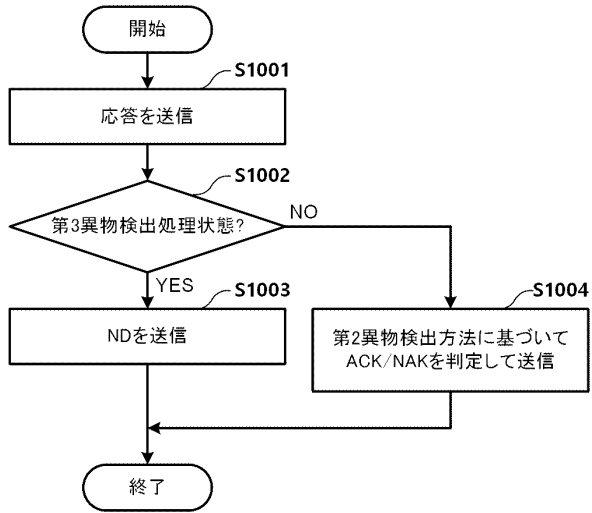 開始
S1001
応答を送信
S1002
第3異物検出処理状態?
NO
YES
S1003
NDを送信
S1004
第2異物検出方法に基づいて
ACK/NAKを判定して送信
終了